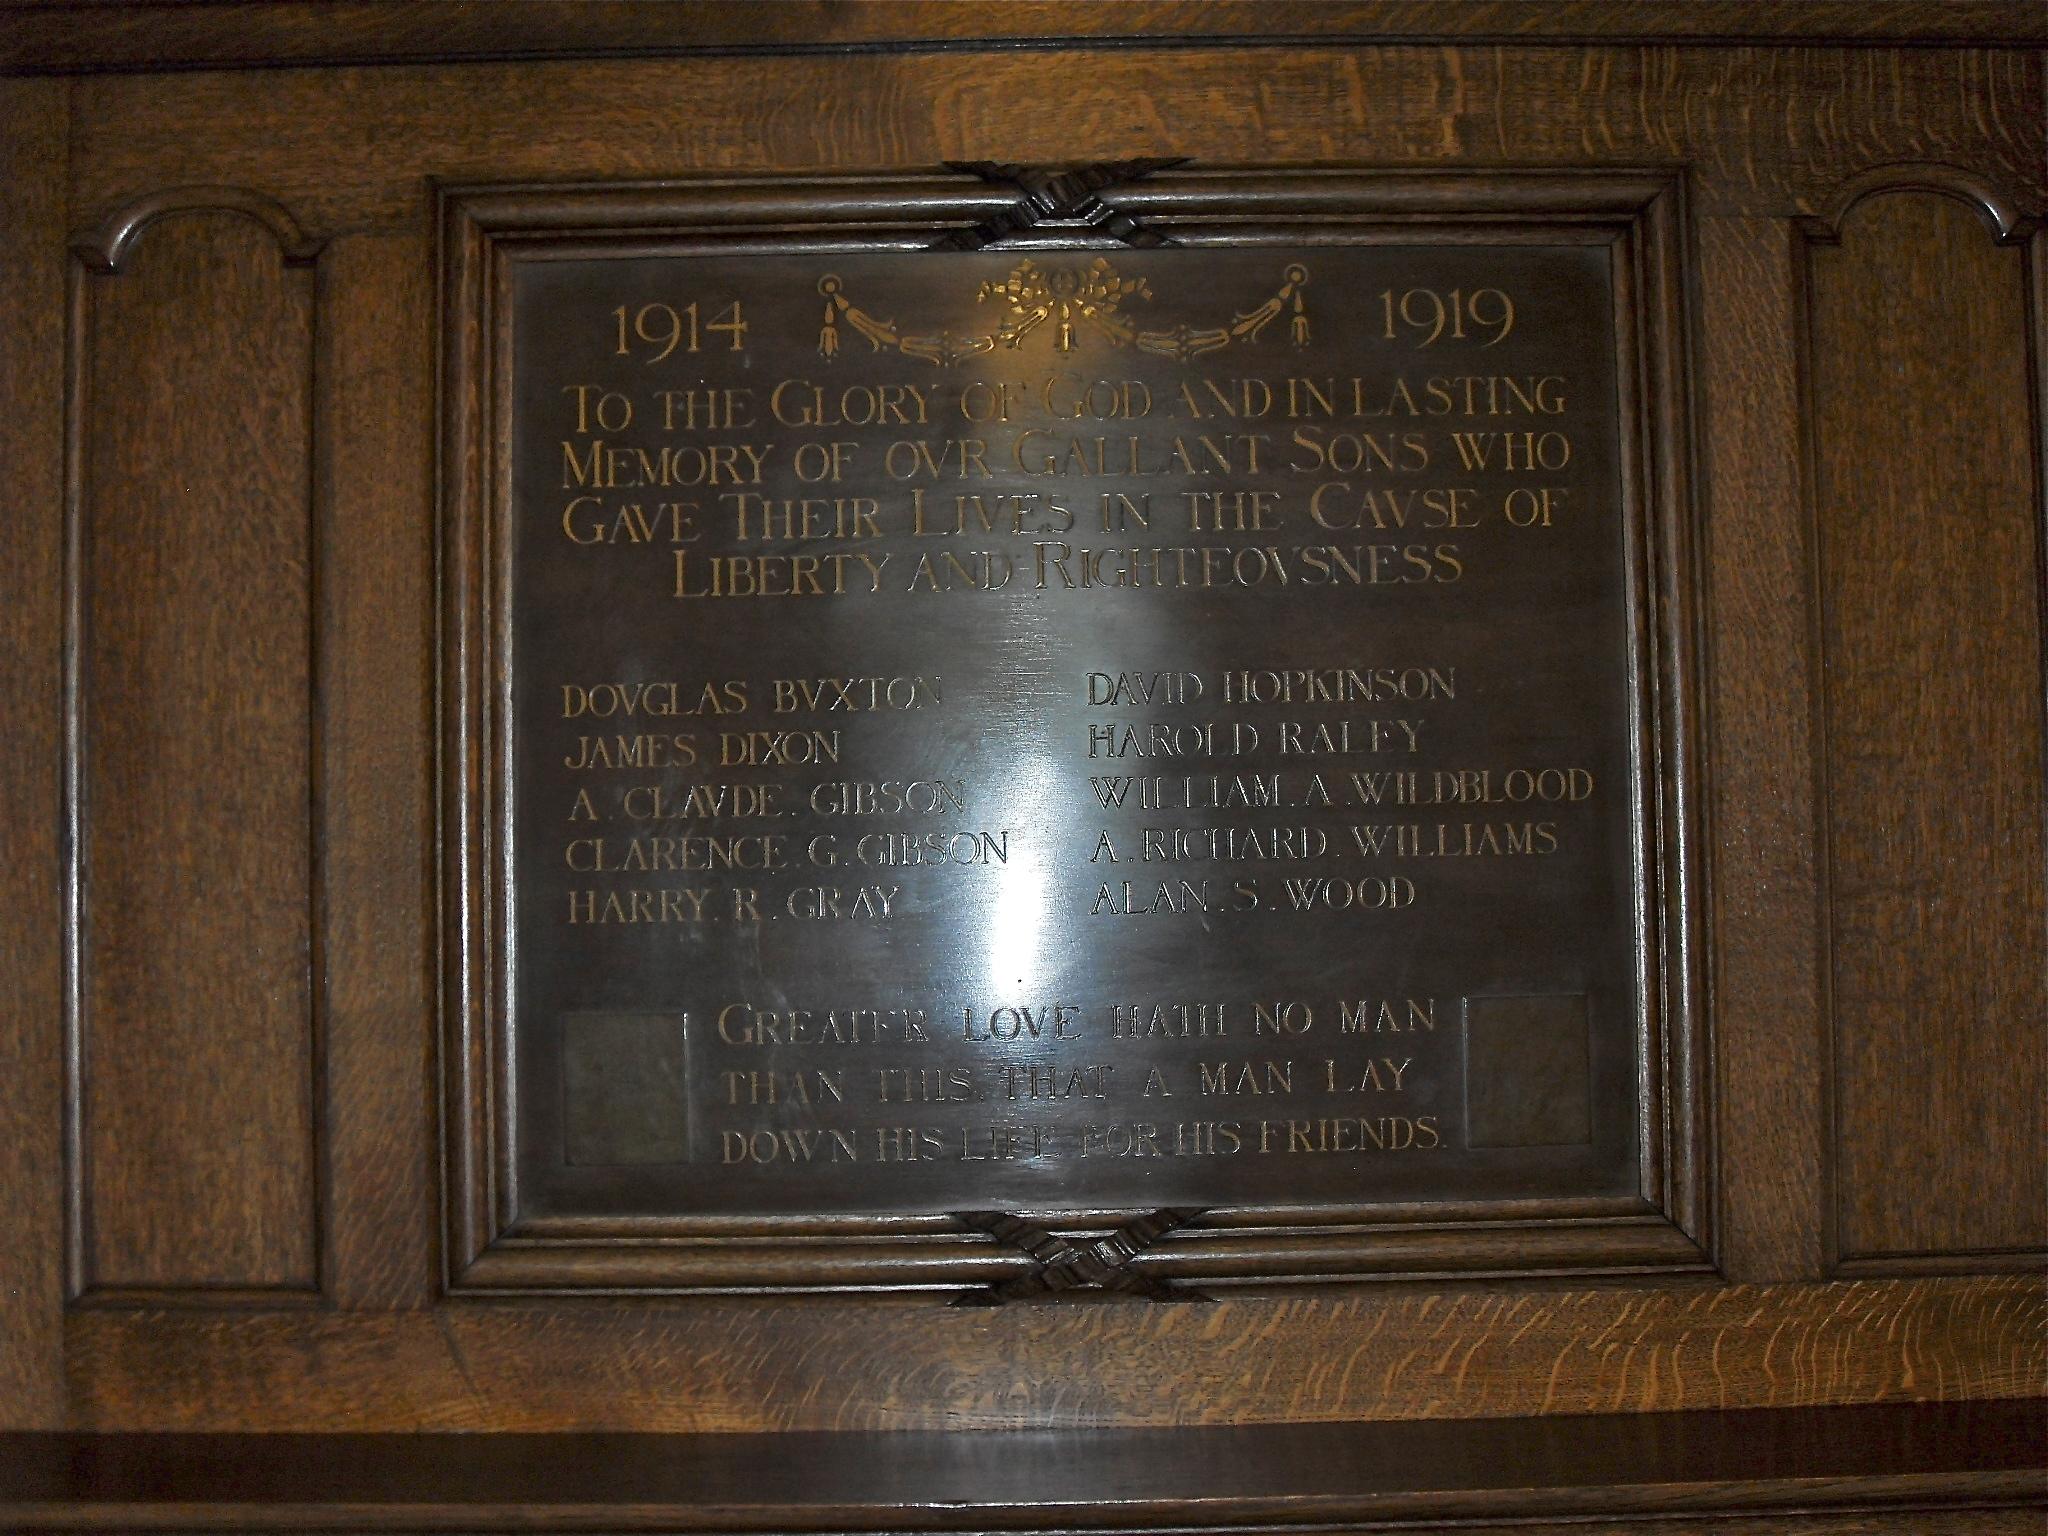 1914 1919
TO THE GLORY OF GOD AND IN LASTING
MEMORY OF OVR GALLANT SONS WHO
GAVE THEIR LIVES IN THE CAVSE OF
LIBERTY AND RIGHTEOVSNESS
DOVGLAS BVXTON
JAMES DIXON
A. CLAVDE. GIBSON
CLARENCE. G. GIBSON
HARRY. R. GRAY
DAVID HOPKINSON
HAROLD RALEY
WILLIAM. A. WILDBLOOD
A. RICHARD. WILLIAMS
ALAN. S. WOOD
GREATER LOVE HATH NO MAN
THAN THIS, THAT A MAN LAY
DOWN HIS LIFE FOR HIS FRIENDS.